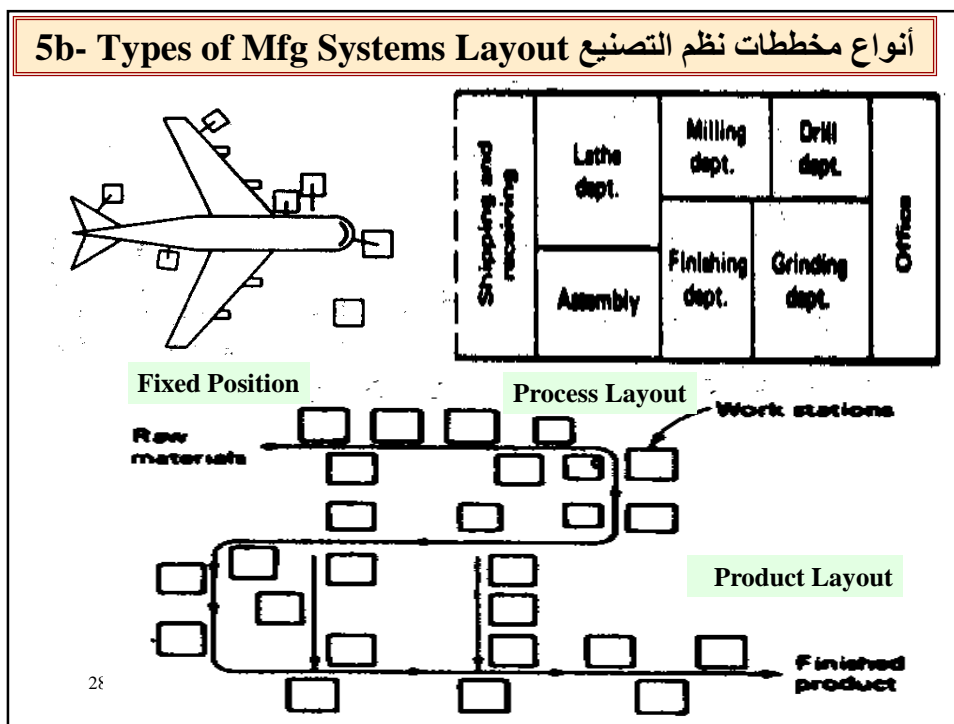 5b- Types of Mfg Systems Layout أنواع مخططات نظم التصنيع
Shipping and
receiving
Lathe
dept.
Milling
dept.
Drill
dept.
Office
Assembly
Finishing
dept.
Grinding
dept.
Fixed Position
Process Layout
Work stations
Raw
materials
Product Layout
Finished
product
28